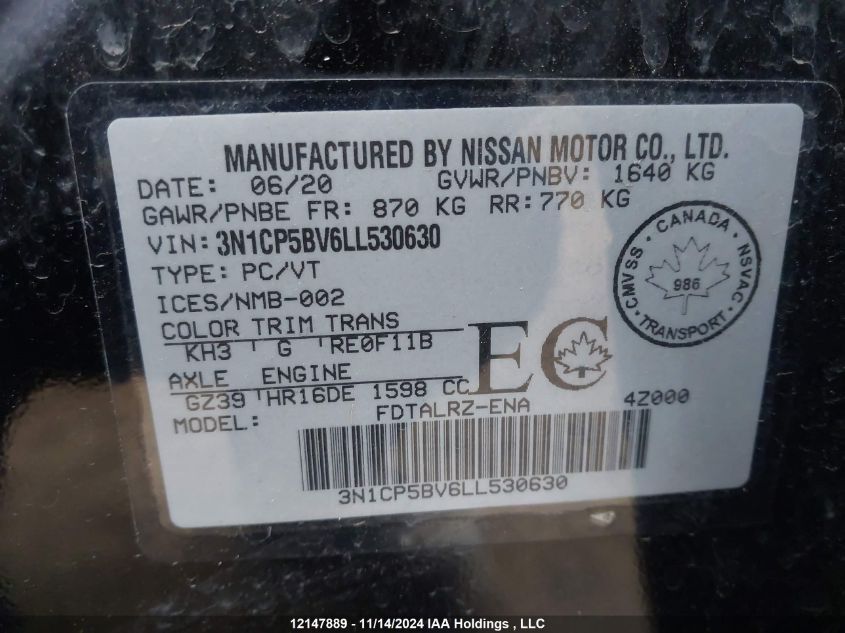 MANUFACTURED BY NISSAN MOTOR CO., LTD.
DATE: 06/20 GVWR/PNBV: 1640 KG
GAWR/PNBE FR: 870 KG RR: 770 KG
VIN: 3N1CP5BV6LL530630
TYPE: PC/VT
ICES/NMB-002
CANADA
CMVSS NSVAC
986
TRANSPORT
COLOR TRIM TRANS
KH3 G RE0F11B
EC
AXLE ENGINE
GZ39 HR16DE 1598 CC
MODEL: FDTALRZ-ENA 4Z000
3N1CP5BV6LL530630
12147889 - 11/14/2024 IAA Holdings , LLC